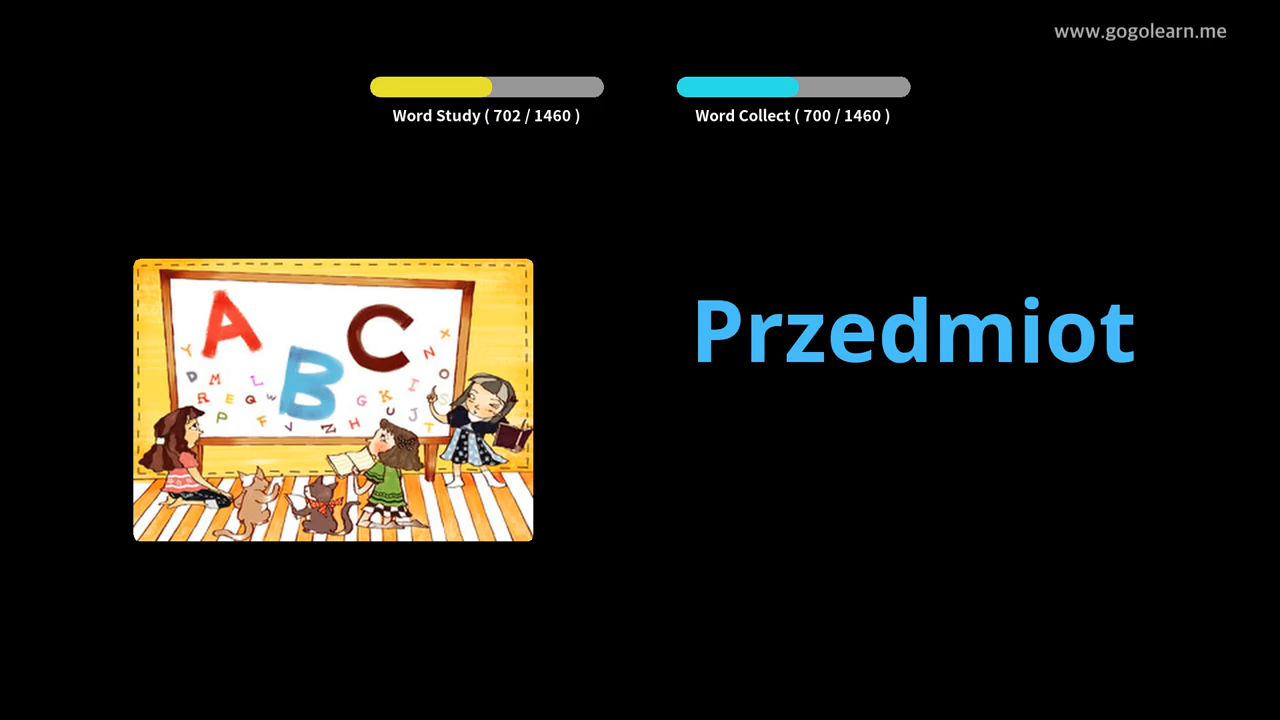 www.gogolearn.me
Word Study ( 702 / 1460 )
Word Collect ( 700 / 1460 )
Przedmiot
A
B
C
X
Y
N
D M L
O
I
R E Q W
G K
S
P
U J
F
V
Z H
T